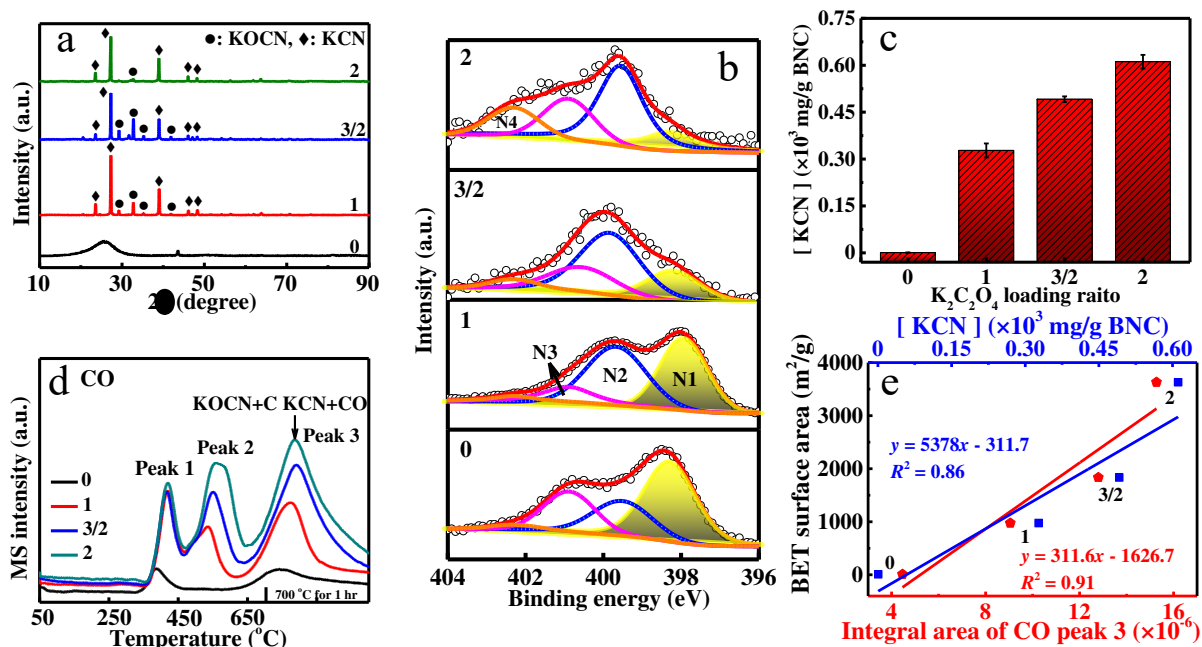 a
●: KOCN, ◆: KCN
2
3/2
1
0
Intensity (a.u.)
10 30 50 70 90
2 (degree)
b
2
N4
3/2
1
N3
N2
N1
0
Intensity (a.u.)
404 402 400 398 396
Binding energy (eV)
c
[ KCN ] (×10³ mg/g BNC)
0.75
0.60
0.45
0.30
0.15
0
0 1 3/2 2
K₂C₂O₄ loading raito
d
CO
KOCN+C KCN+CO
Peak 1
Peak 2
Peak 3
0
1
3/2
2
MS intensity (a.u.)
700 °C for 1 hr
50 250 450 650
Temperature (°C)
[ KCN ] (×10³ mg/g BNC)
0 0.15 0.30 0.45 0.60
e
BET surface area (m²/g)
4000
3000
2000
1000
0
y = 5378x - 311.7
R² = 0.86
2
3/2
1
0
y = 311.6x - 1626.7
R² = 0.91
4 8 12 16
Integral area of CO peak 3 (×10⁻⁶)